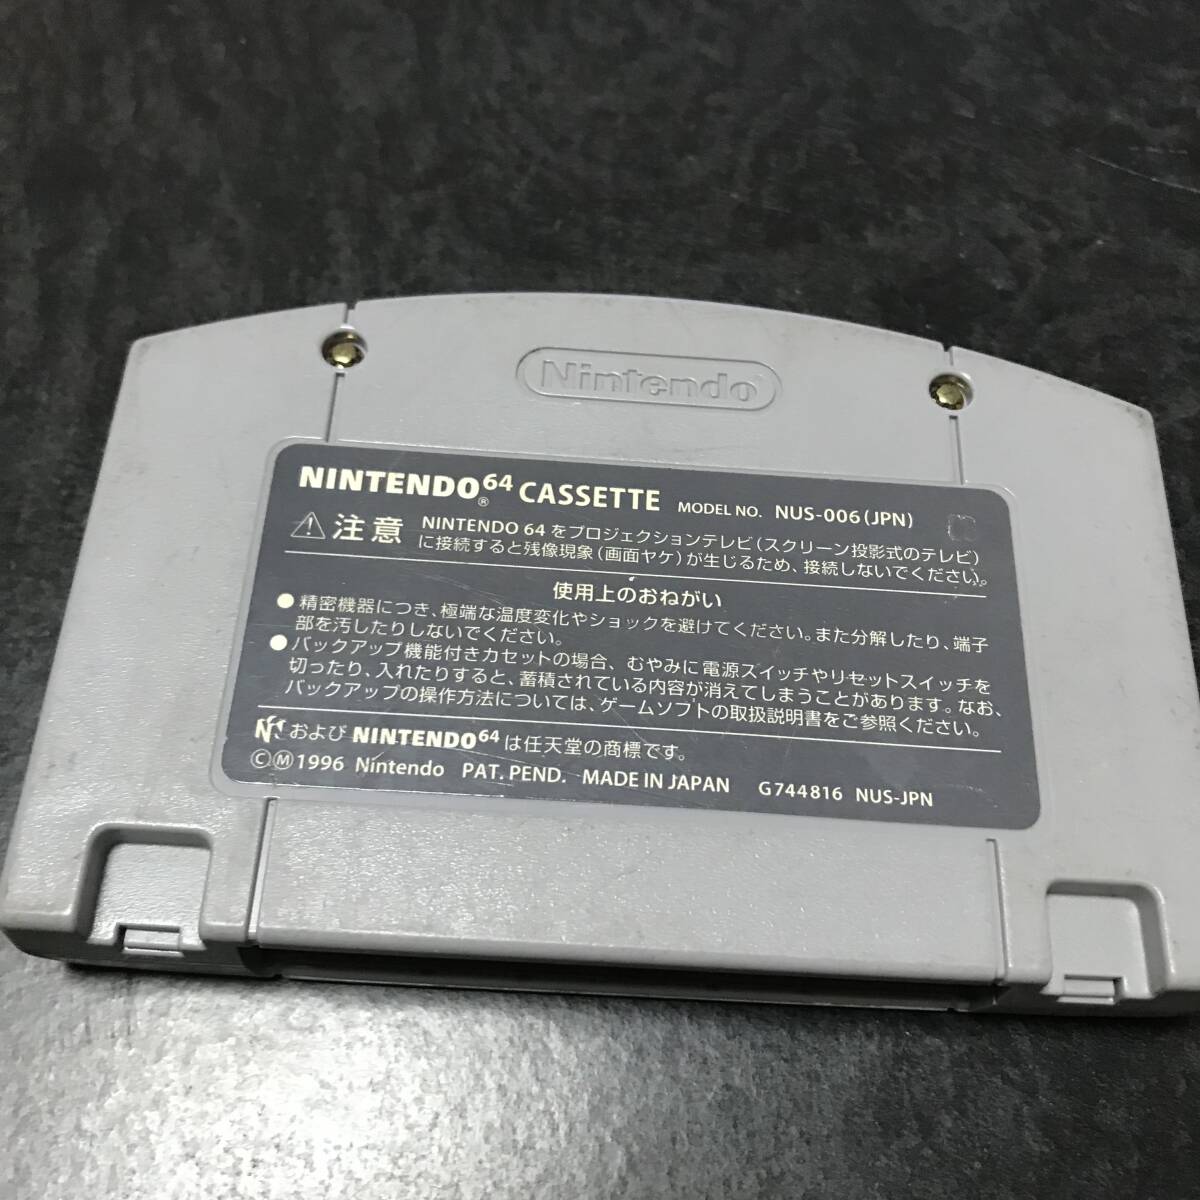 Nintendo
NINTENDO®64 CASSETTE MODEL NO. NUS-006(JPN)
⚠注意 NINTENDO 64をプロジェクションテレビ(スクリーン投影式のテレビ)
に接続すると残像現象(画面ヤケ)が生じるため、接続しないでください。
使用上のおねがい
●精密機器につき、極端な温度変化やショックを避けてください。また分解したり、端子
部を汚したりしないでください。
●バックアップ機能付きカセットの場合、むやみに電源スイッチやリセットスイッチを
切ったり、入れたりすると、蓄積されている内容が消えてしまうことがあります。なお、
バックアップの操作方法については、ゲームソフトの取扱説明書をご参照ください。
およびNINTENDO64は任天堂の商標です。
©Ⓜ1996 Nintendo PAT. PEND. MADE IN JAPAN G744816 NUS-JPN